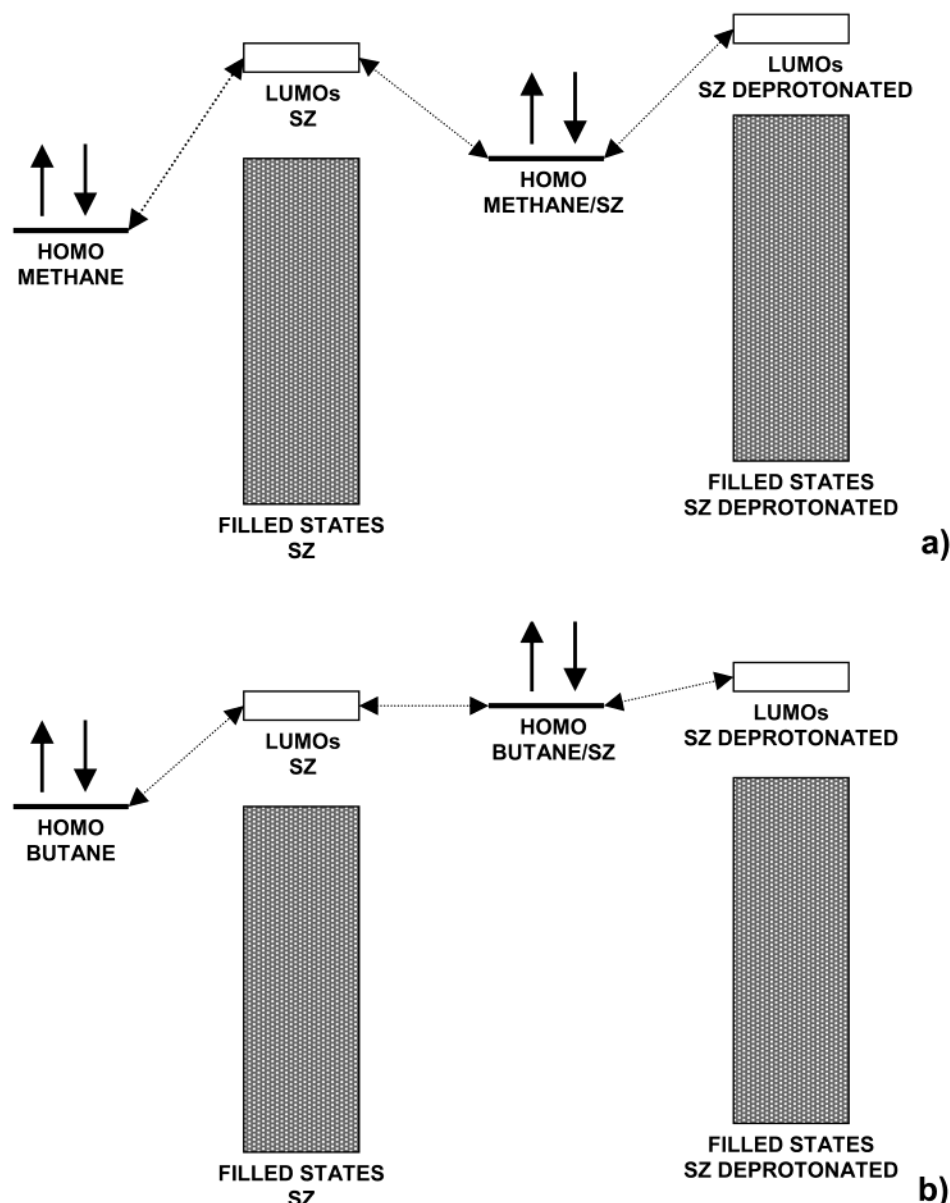 LUMOs
SZ
LUMOs
SZ DEPROTONATED
HOMO
METHANE/SZ
HOMO
METHANE
FILLED STATES
SZ
FILLED STATES
SZ DEPROTONATED
a)
LUMOs
SZ
HOMO
BUTANE/SZ
LUMOs
SZ DEPROTONATED
HOMO
BUTANE
FILLED STATES
SZ
FILLED STATES
SZ DEPROTONATED
b)